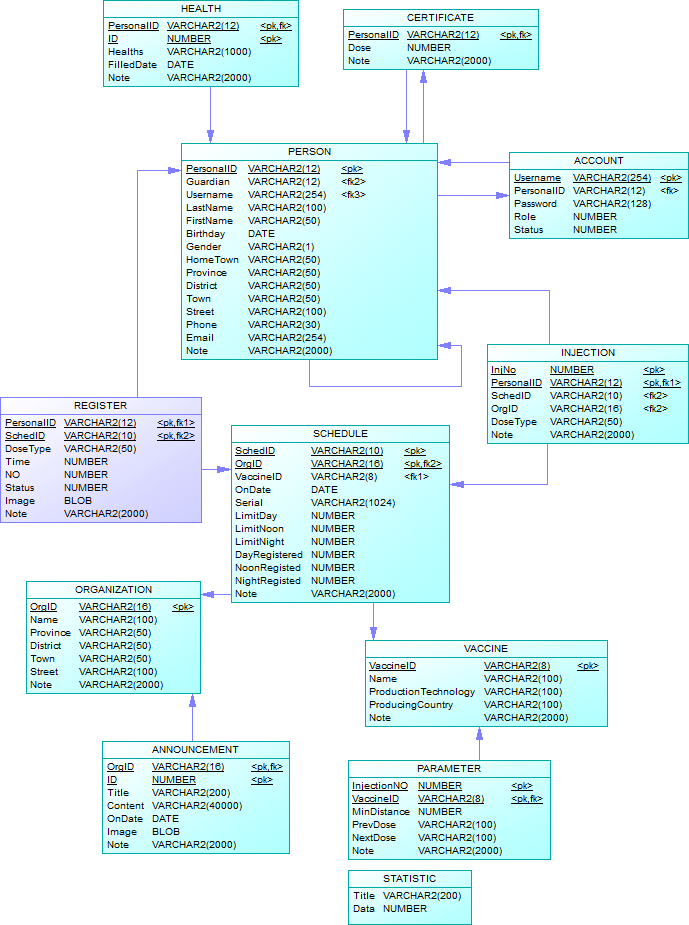 HEALTH
PersonalID VARCHAR2(12) <pk,fk>
ID NUMBER <pk>
Healths VARCHAR2(1000)
FilledDate DATE
Note VARCHAR2(2000)
CERTIFICATE
PersonalID VARCHAR2(12) <pk,fk>
Dose NUMBER
Note VARCHAR2(2000)
PERSON
PersonalID VARCHAR2(12) <pk>
Guardian VARCHAR2(12) <fk2>
Username VARCHAR2(254) <fk3>
LastName VARCHAR2(100)
FirstName VARCHAR2(50)
Birthday DATE
Gender VARCHAR2(1)
HomeTown VARCHAR2(50)
Province VARCHAR2(50)
District VARCHAR2(50)
Town VARCHAR2(50)
Street VARCHAR2(100)
Phone VARCHAR2(30)
Email VARCHAR2(254)
Note VARCHAR2(2000)
ACCOUNT
Username VARCHAR2(254) <pk>
PersonalID VARCHAR2(12) <fk>
Password VARCHAR2(128)
Role NUMBER
Status NUMBER
INJECTION
InjNo NUMBER <pk>
PersonalID VARCHAR2(12) <pk,fk1>
SchedID VARCHAR2(10) <fk2>
OrgID VARCHAR2(16) <fk2>
DoseType VARCHAR2(50)
Note VARCHAR2(2000)
REGISTER
PersonalID VARCHAR2(12) <pk,fk1>
SchedID VARCHAR2(10) <pk,fk2>
DoseType VARCHAR2(50)
Time NUMBER
NO NUMBER
Status NUMBER
Image BLOB
Note VARCHAR2(2000)
SCHEDULE
SchedID VARCHAR2(10) <pk>
OrgID VARCHAR2(16) <pk,fk2>
VaccineID VARCHAR2(8) <fk1>
OnDate DATE
Serial VARCHAR2(1024)
LimitDay NUMBER
LimitNoon NUMBER
LimitNight NUMBER
DayRegistered NUMBER
NoonRegisted NUMBER
NightRegisted NUMBER
Note VARCHAR2(2000)
ORGANIZATION
OrgID VARCHAR2(16) <pk>
Name VARCHAR2(100)
Province VARCHAR2(50)
District VARCHAR2(50)
Town VARCHAR2(50)
Street VARCHAR2(100)
Note VARCHAR2(2000)
VACCINE
VaccineID VARCHAR2(8) <pk>
Name VARCHAR2(100)
ProductionTechnology VARCHAR2(100)
ProducingCountry VARCHAR2(100)
Note VARCHAR2(2000)
ANNOUNCEMENT
OrgID VARCHAR2(16) <pk,fk>
ID NUMBER <pk>
Title VARCHAR2(200)
Content VARCHAR2(40000)
OnDate DATE
Image BLOB
Note VARCHAR2(2000)
PARAMETER
InjectionNO NUMBER <pk>
VaccineID VARCHAR2(8) <pk,fk>
MinDistance NUMBER
PrevDose VARCHAR2(100)
NextDose VARCHAR2(100)
Note VARCHAR2(2000)
STATISTIC
Title VARCHAR2(200)
Data NUMBER